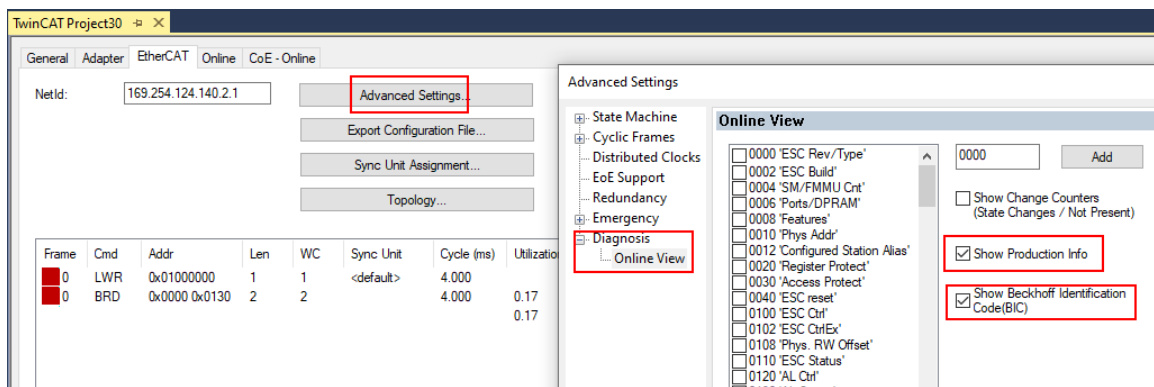 TwinCAT Project30
General Adapter EtherCAT Online CoE - Online
NetId:
169.254.124.140.2.1
Advanced Settings...
Export Configuration File...
Sync Unit Assignment...
Topology...
Frame Cmd Addr Len WC Sync Unit Cycle (ms) Utilizatio
0 LWR 0x01000000 1 1 <default> 4.000
0 BRD 0x0000 0x0130 2 2 4.000 0.17
0.17
Advanced Settings
State Machine
Cyclic Frames
Distributed Clocks
EoE Support
Redundancy
Emergency
Diagnosis
Online View
Online View
0000 'ESC Rev/Type'
0002 'ESC Build'
0004 'SM/FMMU Cnt'
0006 'Ports/DPRAM'
0008 'Features'
0010 'Phys Addr'
0012 'Configured Station Alias'
0020 'Register Protect'
0030 'Access Protect'
0040 'ESC reset'
0100 'ESC Ctrl'
0102 'ESC CtrlEx'
0108 'Phys. RW Offset'
0110 'ESC Status'
0120 'AL Ctrl'
0000
Add
Show Change Counters
(State Changes / Not Present)
Show Production Info
Show Beckhoff Identification
Code(BIC)